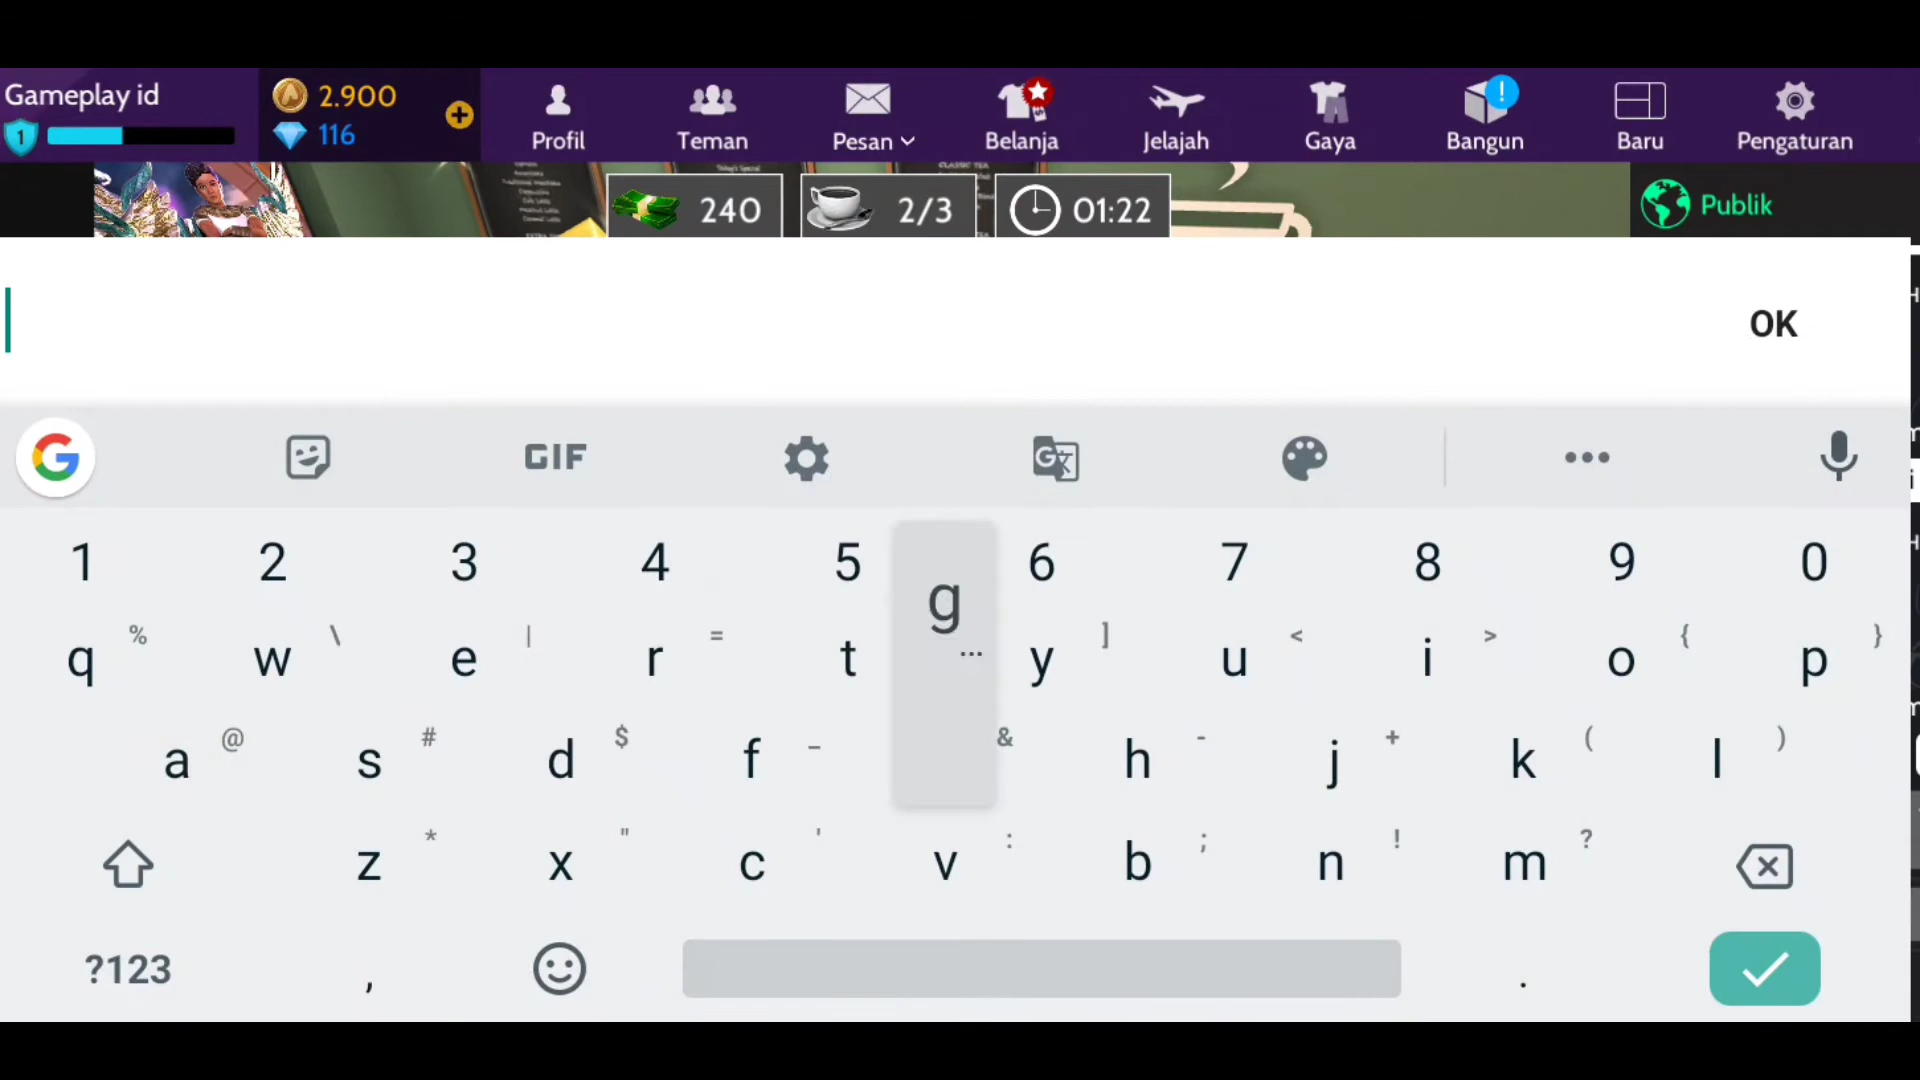 Gameplay id
1
2.900
116
Profil
Teman
Pesan
Belanja
Jelajah
Gaya
!
Bangun
Baru
Pengaturan
240
2/3
01:22
Publik
OK
G
GIF
G
1 2 3 4 5 6 7 8 9 0
q % w \ e | r = t g ... y ] u < i > o { p }
a @ s # d $ f _ & h - j + k ( l )
z * x " c ' v : b ; n ! m ?
?123 , .